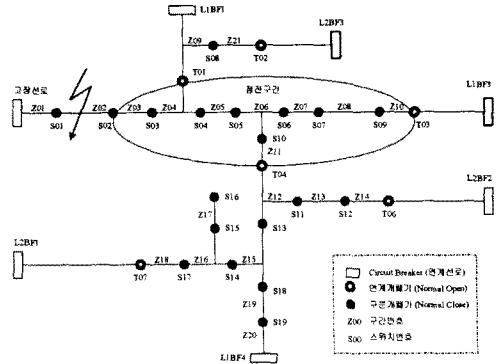 L1BF1
L2BF3
Z09 Z21
S08 T02
T01
고장선로
정전구간
L1BF3
Z01 Z02 Z03 Z04 Z05 Z06 Z07 Z08 Z10
S01 S02 S03 S04 S05 S06 S07 S09 T03
S10
Z11
T04
L2BF2
Z12 Z13 Z14
S11 S12 T06
S16
Z17
S15
S13
L2BF1
Z18 Z16 Z15
T07 S17 S14
S18
Z19
S19
Z20
L1BF4
Circuit Breaker (연계선로)
연계개폐기 (Normal Open)
구분개폐기 (Normal Close)
Z00 구간번호
S00 스위치번호